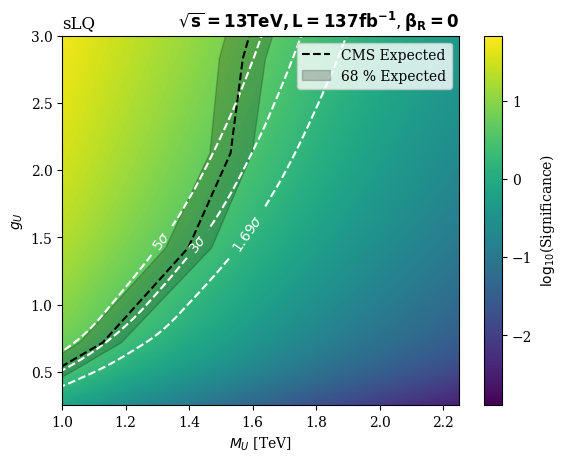 sLQ √s = 13TeV, L = 137fb⁻¹, β_R = 0
3.0
2.5
2.0
1.5
1.0
0.5
g_U
CMS Expected
68 % Expected
5σ
3σ
1.69σ
1.0 1.2 1.4 1.6 1.8 2.0 2.2
M_U [TeV]
1
0
−1
−2
log₁₀(Significance)